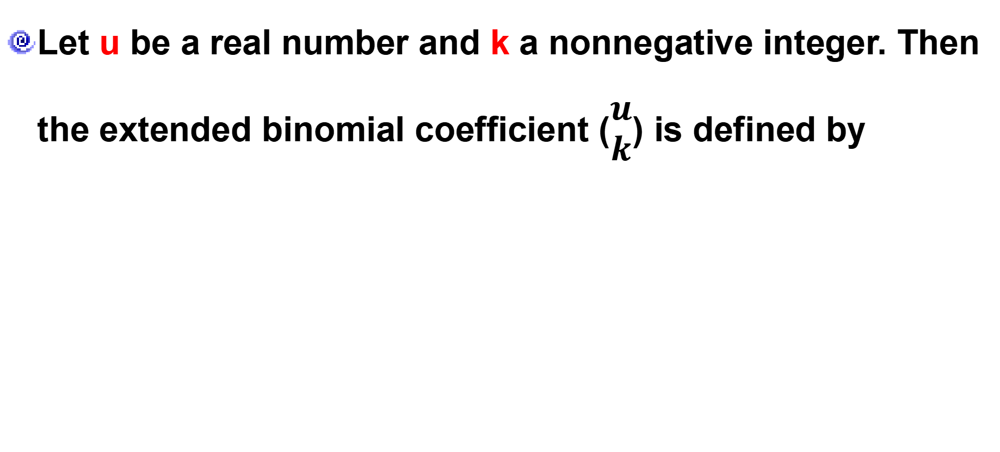 Let u be a real number and k a nonnegative integer. Then
the extended binomial coefficient (u k) is defined by